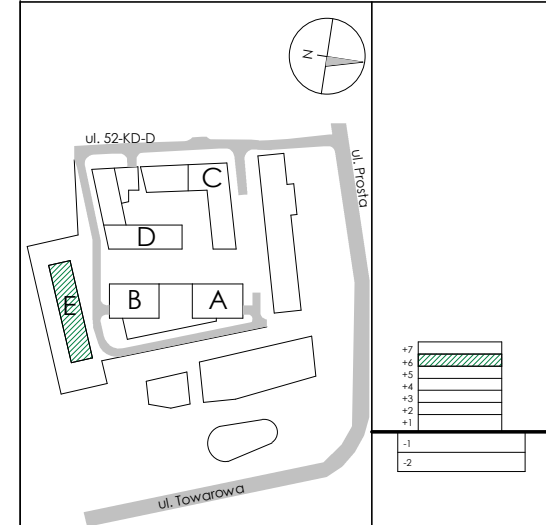 N
ul. 52-KD-D
ul. Prosta
C
D
E
B
A
+7
+6
+5
+4
+3
+2
+1
-1
-2
ul. Towarowa